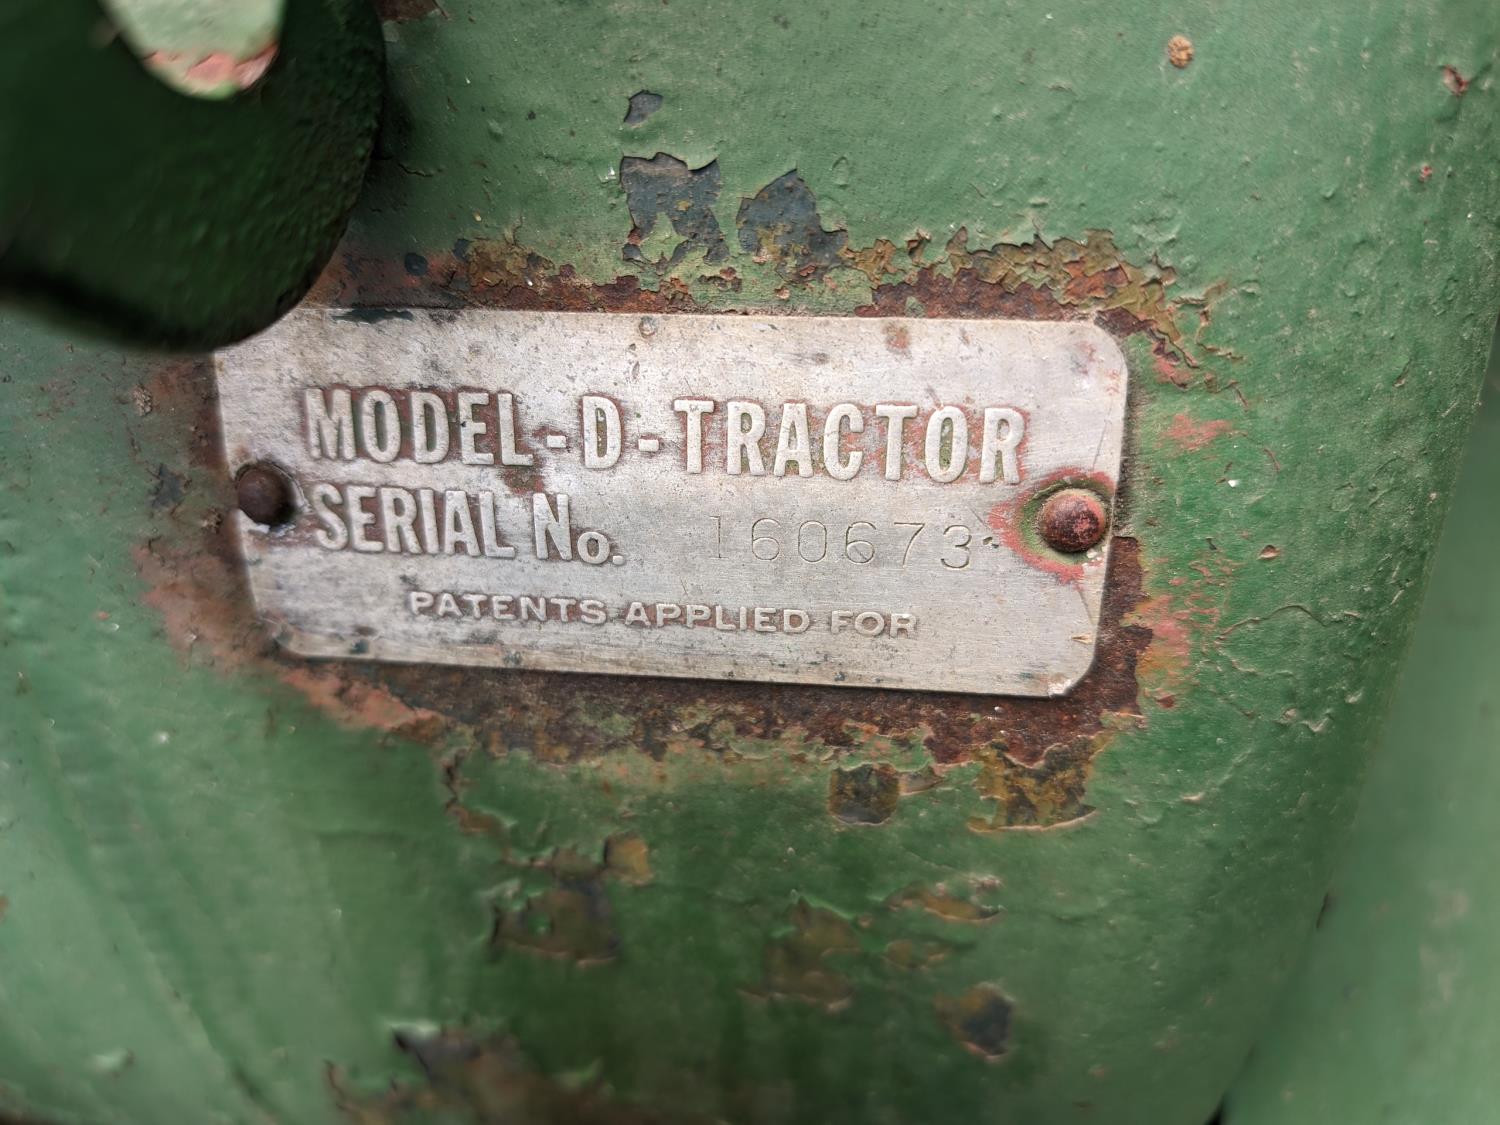 MODEL-D-TRACTOR
SERIAL No. 160673
PATENTS APPLIED FOR